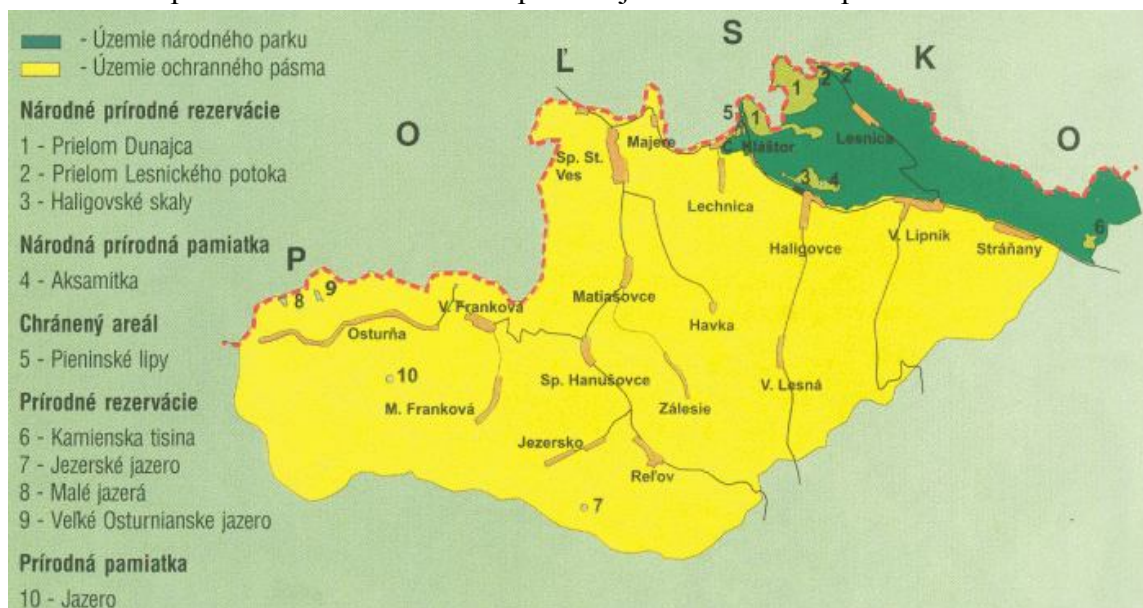 - Územie národného parku
- Územie ochranného pásma
Národné prírodné rezervácie
1 - Prielom Dunajca
2 - Prielom Lesnického potoka
3 - Haligovské skaly
Národná prírodná pamiatka
4 - Aksamitka
Chránený areál
5 - Pieninské lipy
Prírodné rezervácie
6 - Kamienska tisina
7 - Jezerské jazero
8 - Malé jazerá
9 - Veľké Osturnianske jazero
Prírodná pamiatka
10 - Jazero
P O Ľ S K O
1
2
2
5
1
Majere
Sp. St.
Ves
Č. Kláštor
Lesnica
3
4
Lechnica
Haligovce
V. Lipník
Stráňany
6
8
9
V. Franková
Matiašovce
Havka
Osturňa
10
M. Franková
Sp. Hanušovce
Zálesie
V. Lesná
Jezersko
Reľov
7